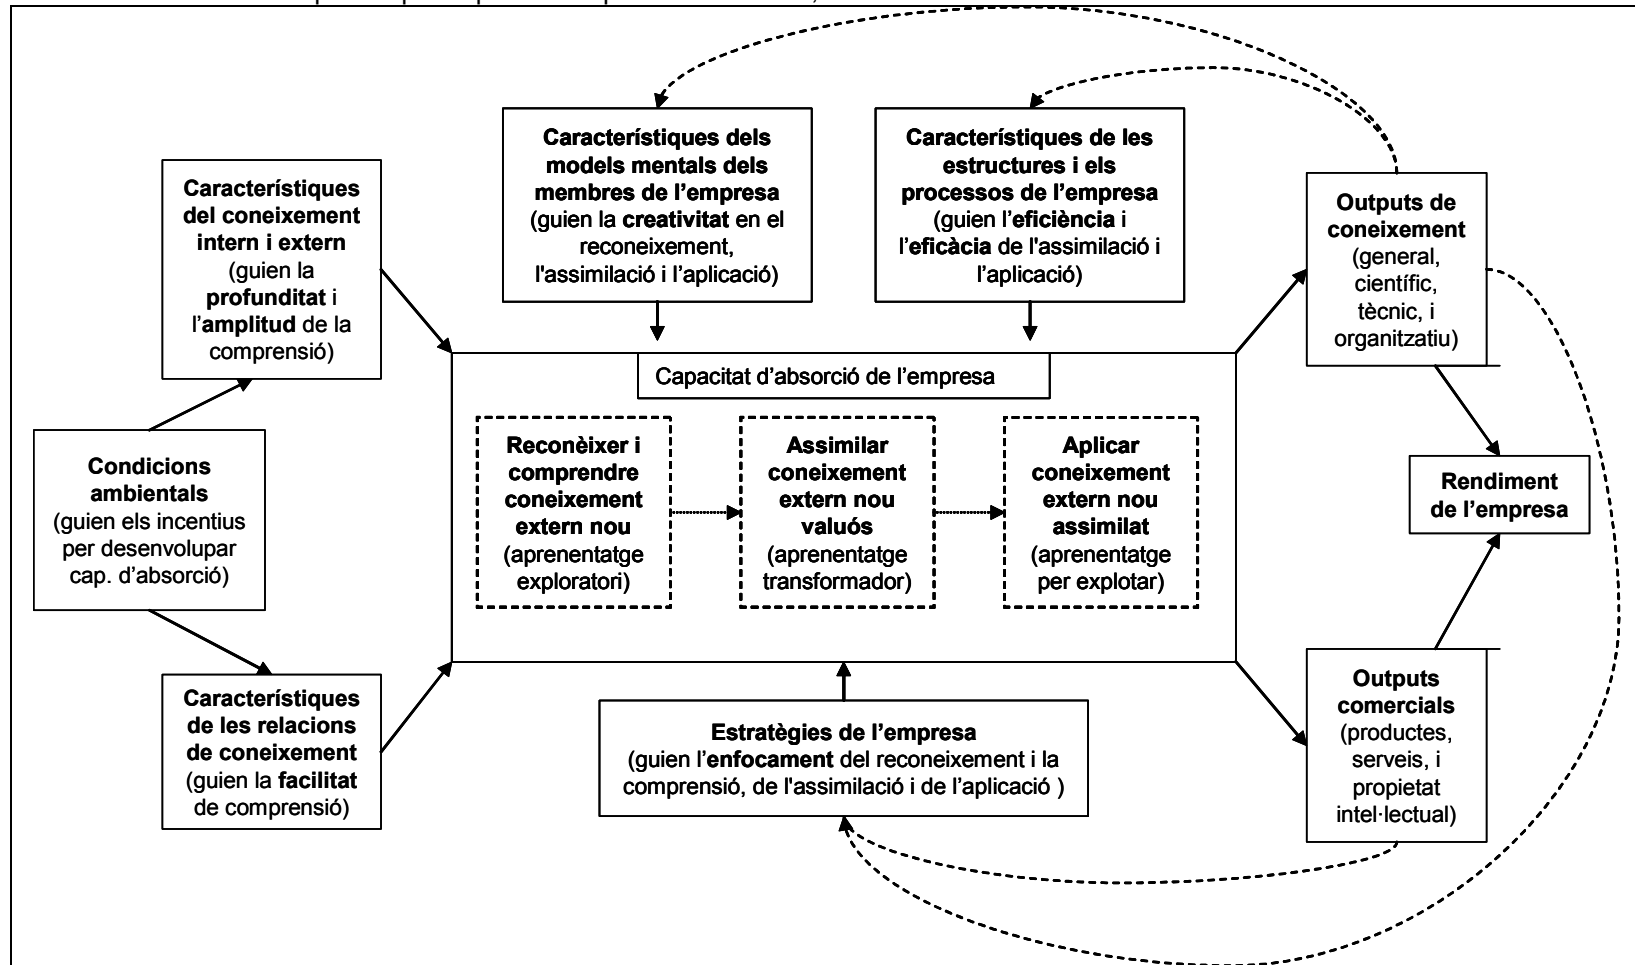 Característiques dels
models mentals dels
membres de l’empresa
(guien la creativitat en el
reconeixement,
l'assimilació i l’aplicació)
Característiques de les
estructures i els
processos de l’empresa
(guien l’eficiència i
l’eficàcia de l'assimilació i
l’aplicació)
Característiques
del coneixement
intern i extern
(guien la
profunditat i
l’amplitud de la
comprensió)
Outputs de
coneixement
(general,
científic,
tècnic, i
organitzatiu)
Capacitat d’absorció de l’empresa
Condicions
ambientals
(guien els incentius
per desenvolupar
cap. d’absorció)
Reconèixer i
comprendre
coneixement
extern nou
(aprenentatge
exploratori)
Assimilar
coneixement
extern nou
valuós
(aprenentatge
transformador)
Aplicar
coneixement
extern nou
assimilat
(aprenentatge
per explotar)
Rendiment
de l’empresa
Característiques
de les relacions
de coneixement
(guien la facilitat
de comprensió)
Estratègies de l’empresa
(guien l’enfocament del reconeixement i la
comprensió, de l'assimilació i de l’aplicació )
Outputs
comercials
(productes,
serveis, i
propietat
intel·lectual)